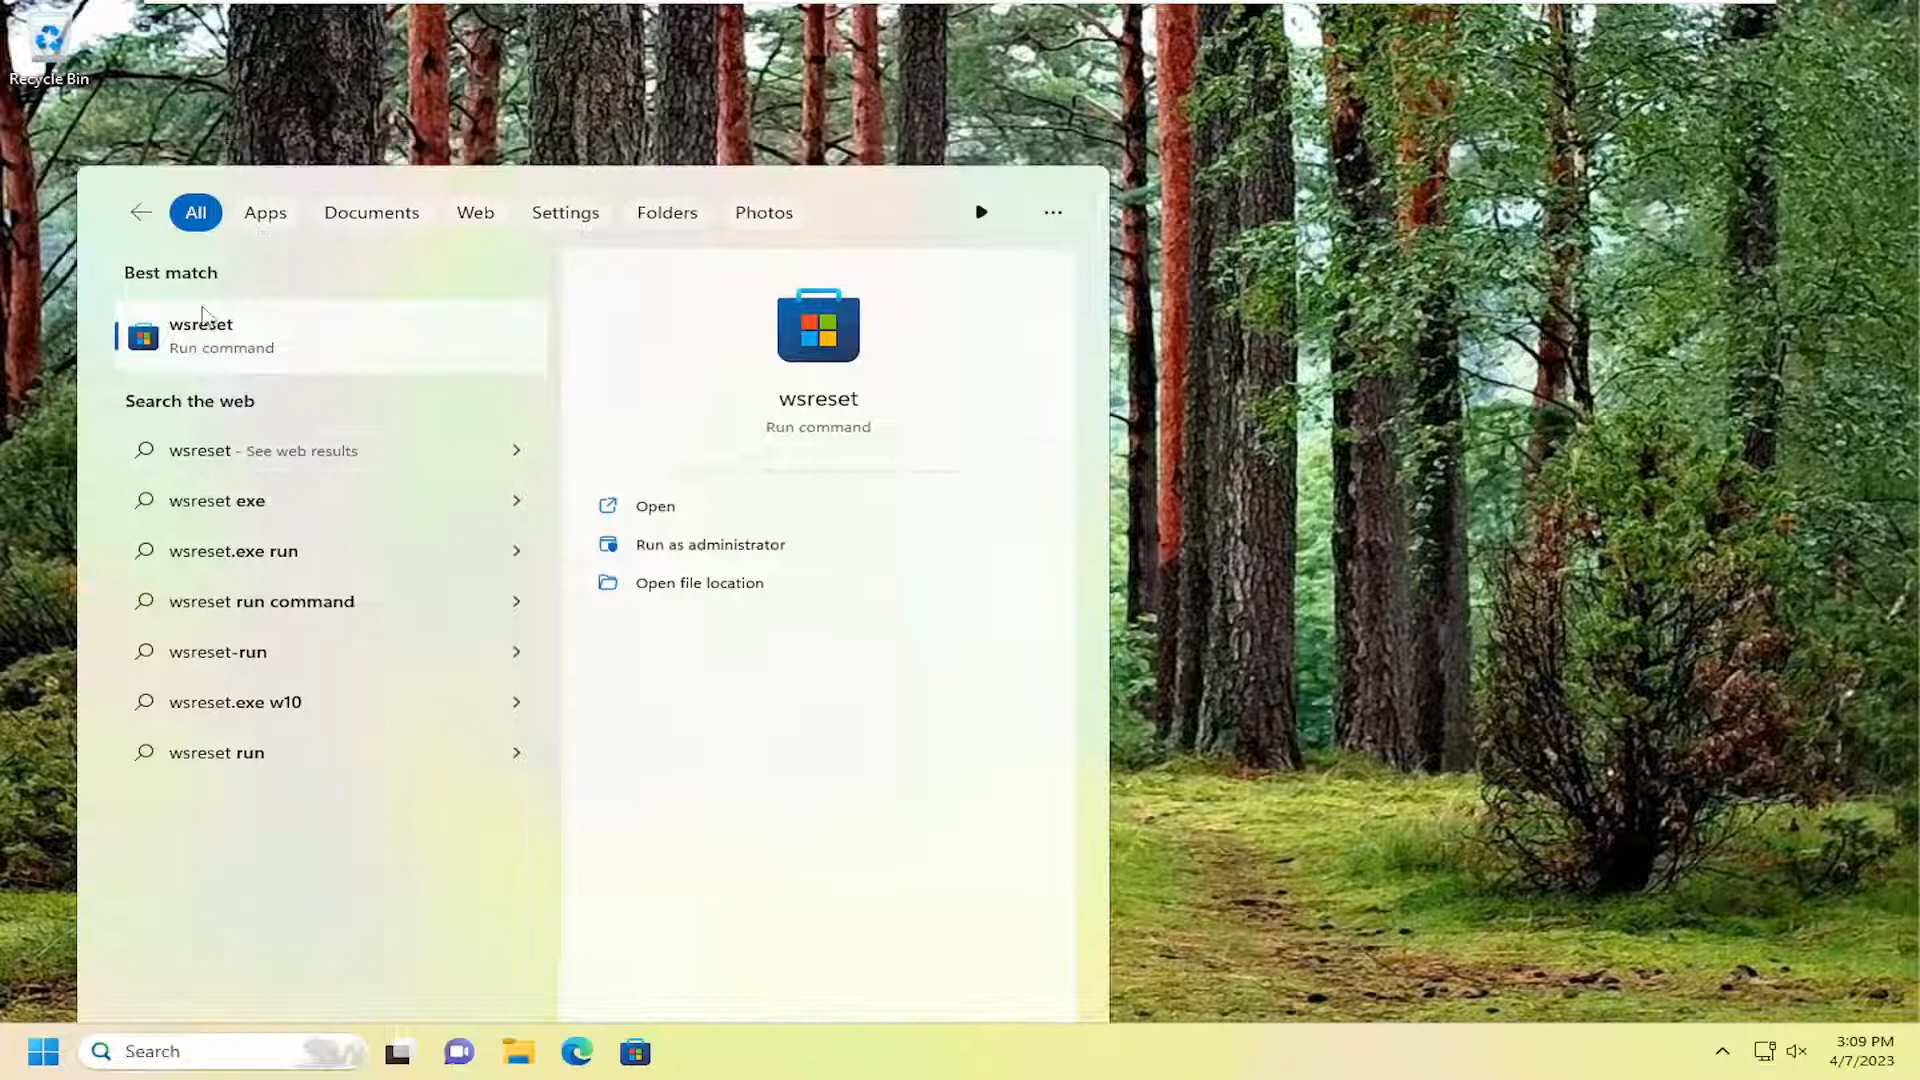 Recycle Bin
All
Apps
Documents
Web
Settings
Folders
Photos
Best match
wsreset
Run command
Search the web
wsreset - See web results
wsreset exe
wsreset.exe run
wsreset run command
wsreset-run
wsreset.exe w10
wsreset run
wsreset
Run command
Open
Run as administrator
Open file location
Search
3:09 PM
4/7/2023